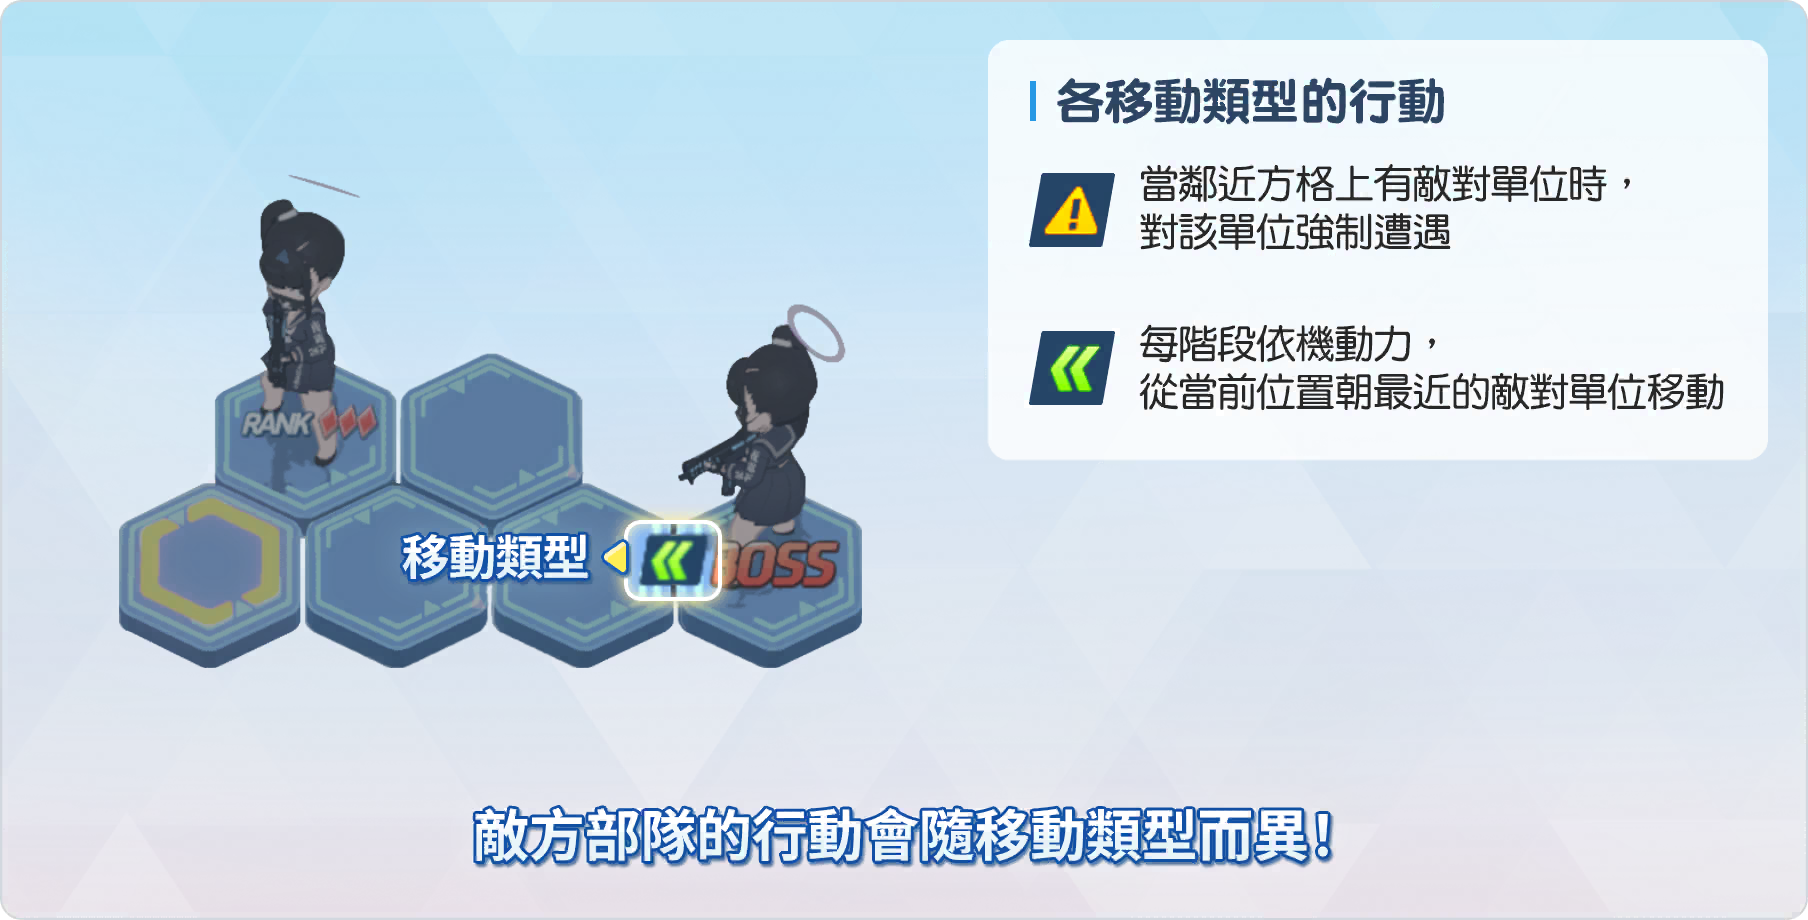 各移動類型的行動
當鄰近方格上有敵對單位時，
對該單位強制遭遇
每階段依機動力，
從當前位置朝最近的敵對單位移動
RANK
移動類型
BOSS
敵方部隊的行動會隨移動類型而異！